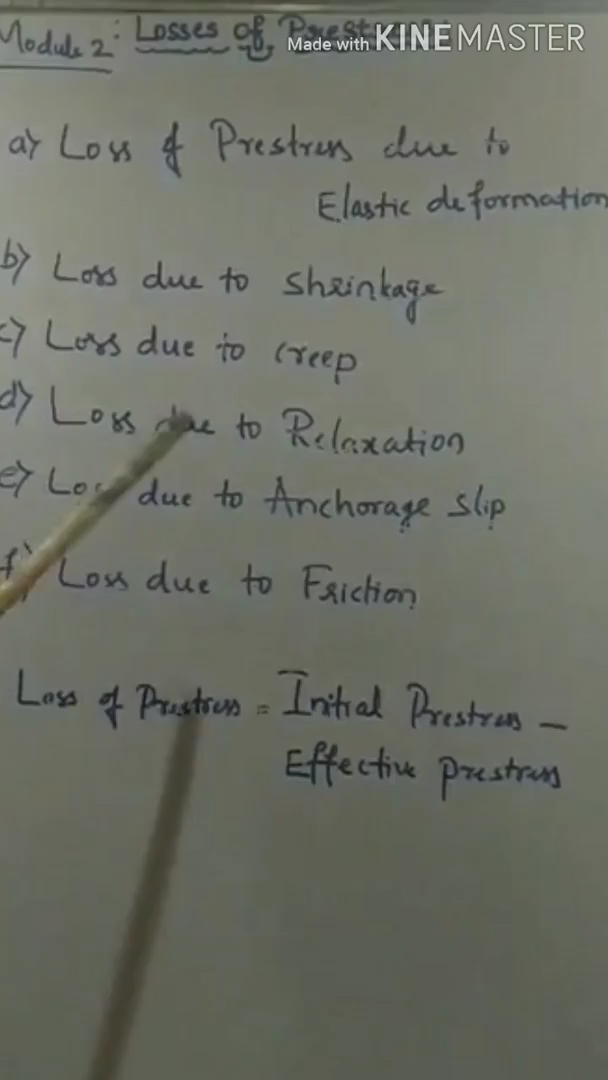 Module 2: Losses of
Made with KINEMASTER
a) Loss of Prestress due to
Elastic deformation
b) Loss due to Shrinkage
c) Loss due to Creep
d) Loss due to Relaxation
e) Loss due to Anchorage slip
f) Loss due to Friction
Loss of Prestress = Initial Prestress -
Effective prestress